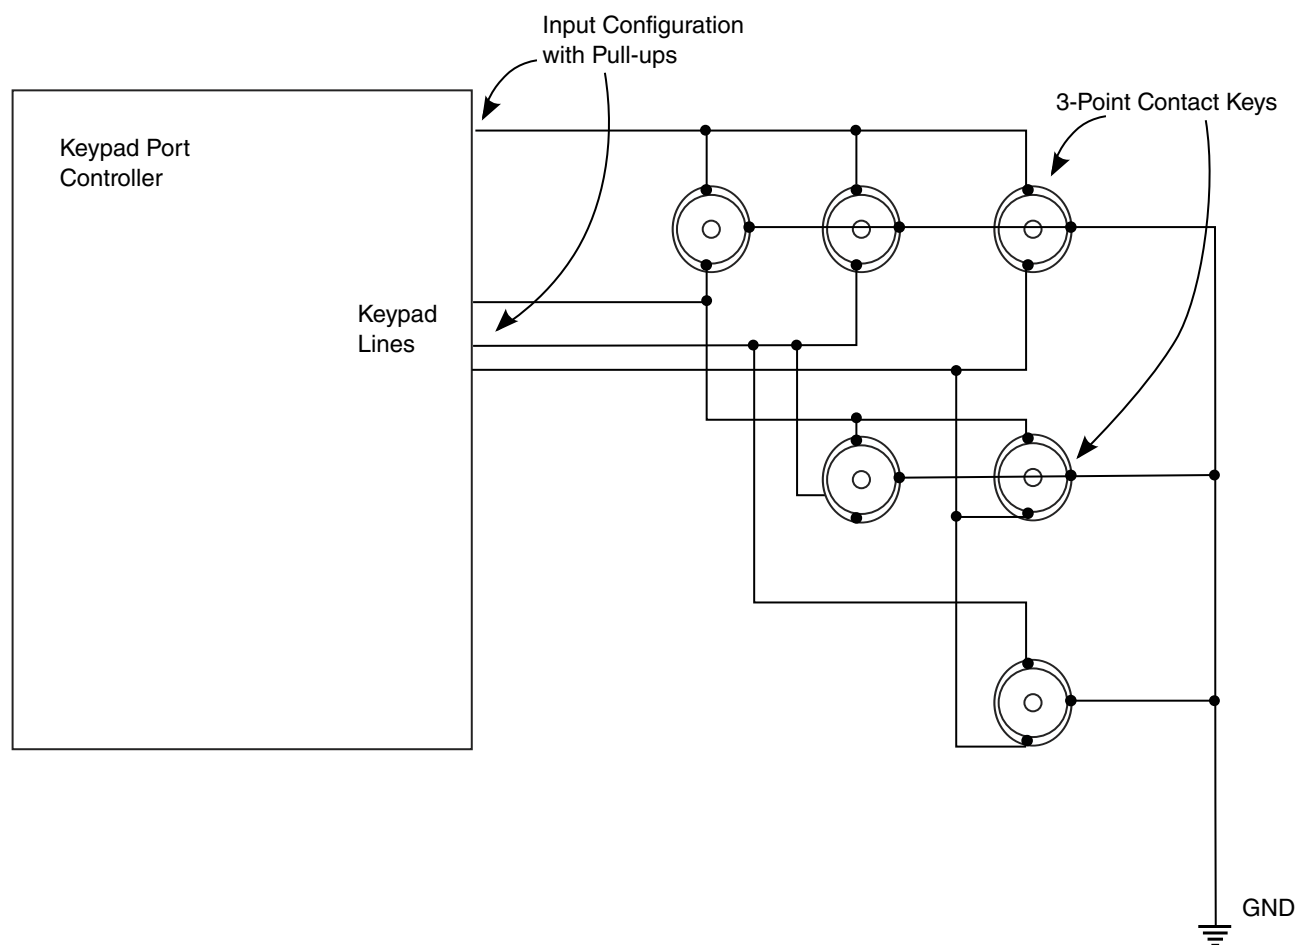 Input Configuration
with Pull-ups
3-Point Contact Keys
Keypad Port
Controller
Keypad
Lines
GND